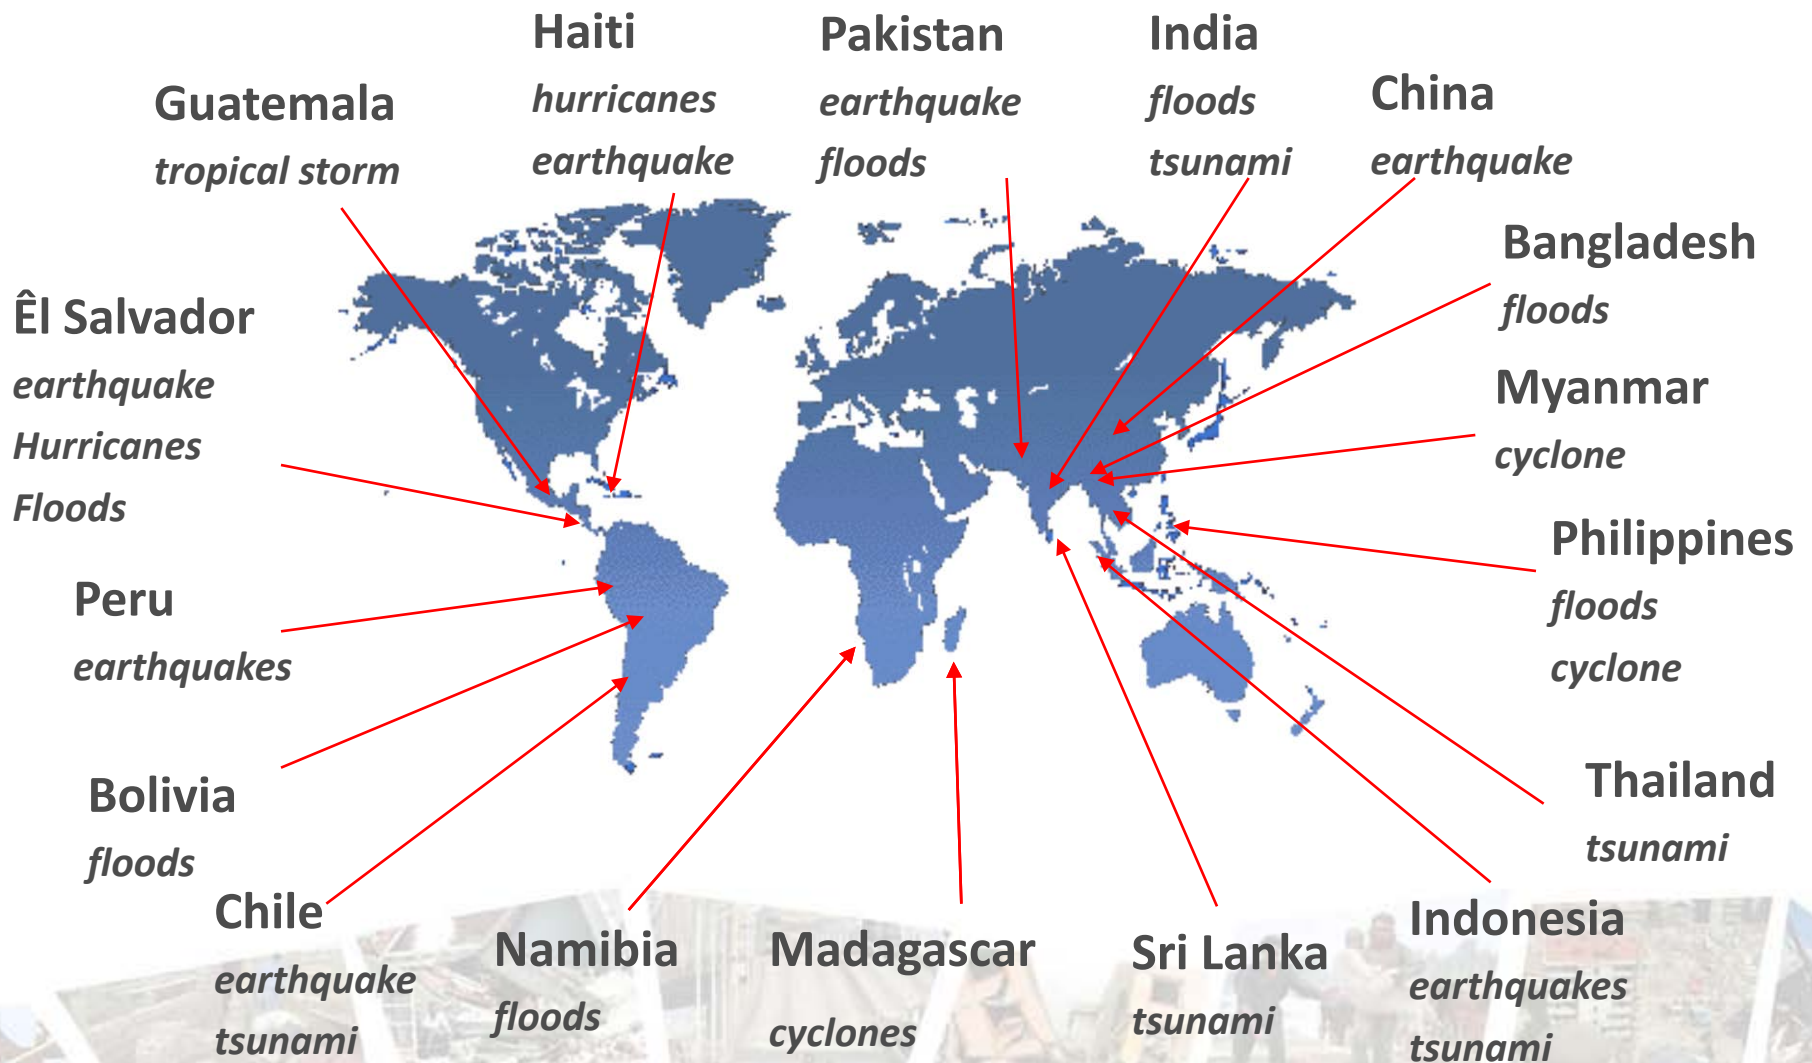 Haiti
hurricanes
earthquake
Pakistan
earthquake
floods
India
floods
tsunami
China
earthquake
Guatemala
tropical storm
Bangladesh
floods
Êl Salvador
earthquake
Hurricanes
Floods
Myanmar
cyclone
Philippines
floods
cyclone
Peru
earthquakes
Bolivia
floods
Thailand
tsunami
Chile
earthquake
tsunami
Namibia
floods
Madagascar
cyclones
Sri Lanka
tsunami
Indonesia
earthquakes
tsunami